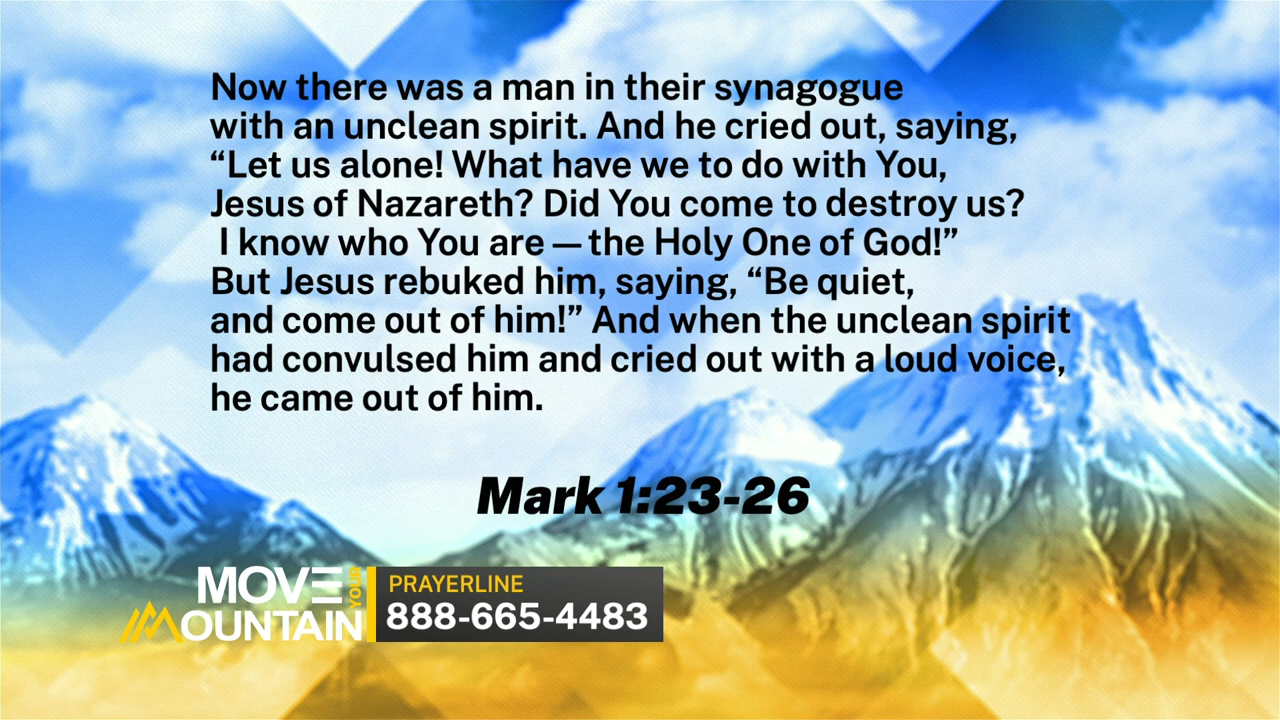 Now there was a man in their synagogue
with an unclean spirit. And he cried out, saying,
“Let us alone! What have we to do with You,
Jesus of Nazareth? Did You come to destroy us?
I know who You are — the Holy One of God!”
But Jesus rebuked him, saying, “Be quiet,
and come out of him!” And when the unclean spirit
had convulsed him and cried out with a loud voice,
he came out of him.
Mark 1:23-26
MOVE YOUR
MOUNTAIN
PRAYERLINE
888-665-4483